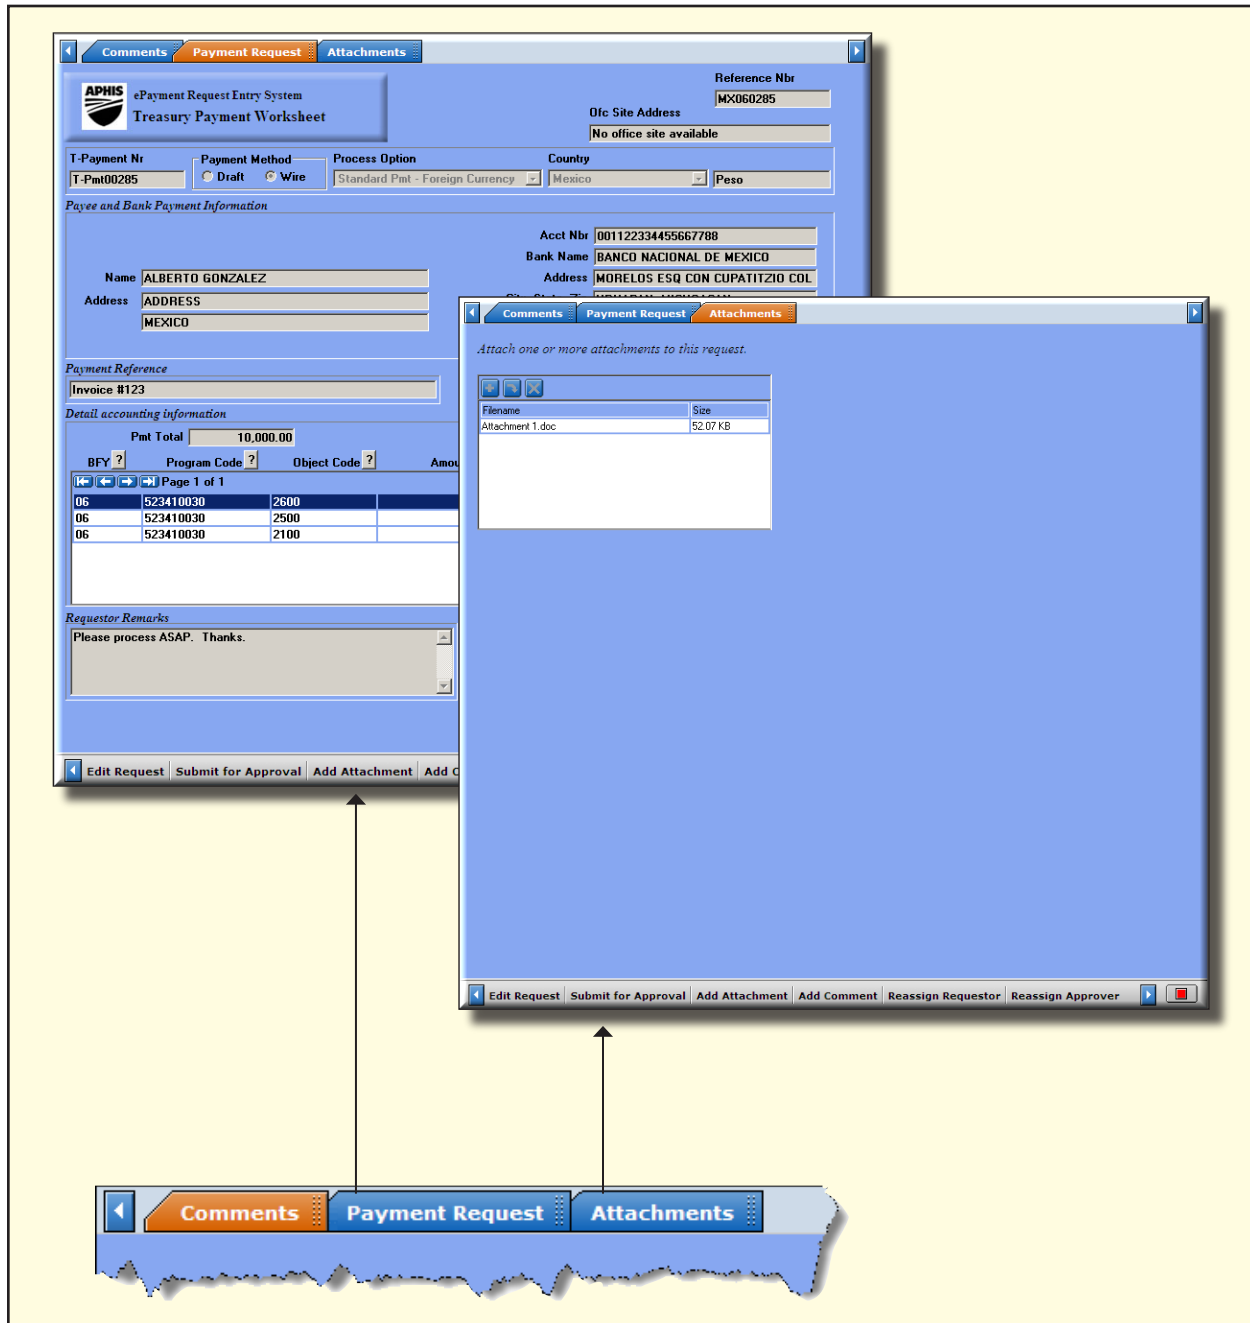 Comments Payment Request Attachments
Reference Nbr
APHIS ePayment Request Entry System
MX060285
Treasury Payment Worksheet
Ofc Site Address
No office site available
T-Payment Nr Payment Method Process Option Country
T-Pmt00285 Draft Wire Standard Pmt - Foreign Currency Mexico Peso
Payee and Bank Payment Information
Acct Nbr 001122334455667788
Bank Name BANCO NACIONAL DE MEXICO
Name ALBERTO GONZALEZ
Address MORELOS ESQ CON CUPATITZIO COL
Address ADDRESS
MEXICO
Payment Reference
Invoice #123
Detail accounting information
Pmt Total 10,000.00
BFY ? Program Code ? Object Code ? Amou
Page 1 of 1
06 523410030 2600
06 523410030 2500
06 523410030 2100
Requestor Remarks
Please process ASAP. Thanks.
Edit Request Submit for Approval Add Attachment Add C
Comments Payment Request Attachments
Attach one or more attachments to this request.
Filename Size
Attachment 1.doc 52.07 KB
Edit Request Submit for Approval Add Attachment Add Comment Reassign Requestor Reassign Approver
Comments Payment Request Attachments